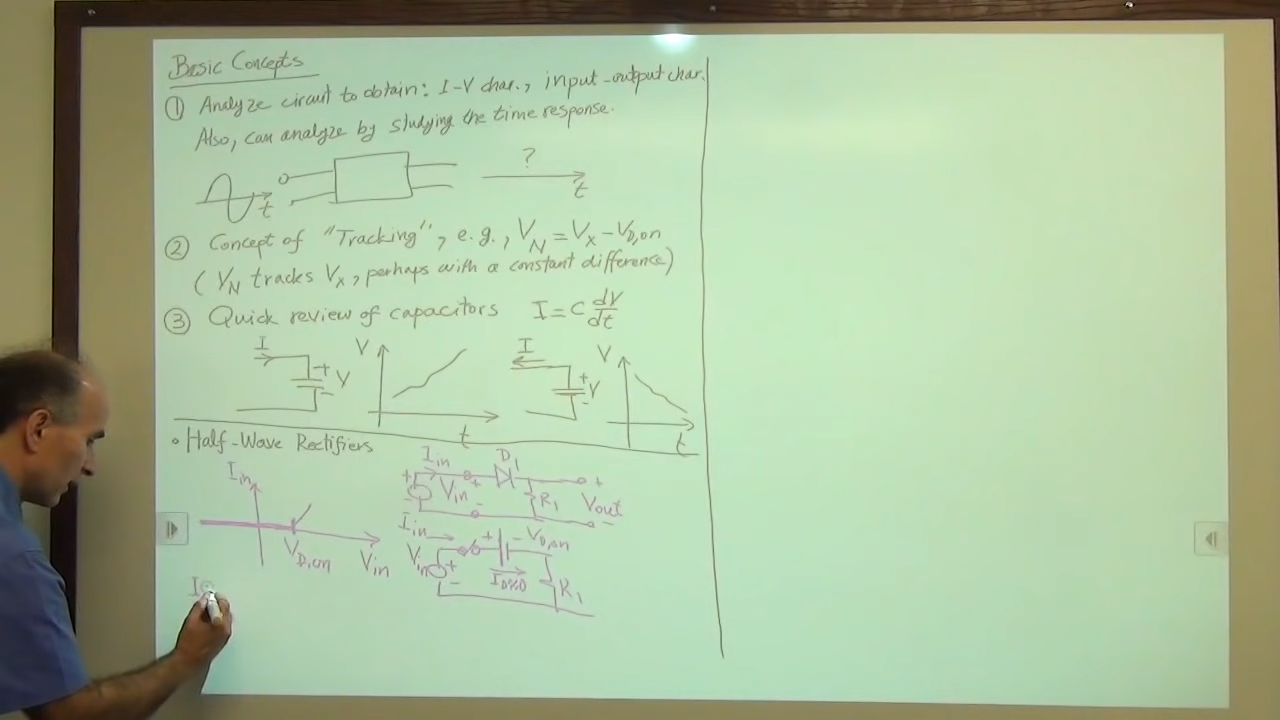 Basic Concepts
① Analyze circuit to obtain: I-V char., input-output char.
Also, can analyze by studying the time response.
?
t
t
② Concept of "Tracking", e.g., V_N = V_X - V_D,on
(V_N tracks V_X, perhaps with a constant difference)
③ Quick review of capacitors I = C dV/dt
I
+
V
-
V
t
I
+
V
-
V
t
• Half-Wave Rectifiers
I_in
V_D,on
V_in
I_in
D_1
+
-
V_in
+
-
R_1
+
V_out
-
I_in
+
-
V_D,on
V_in
+
-
I_D≈0
R_1
I